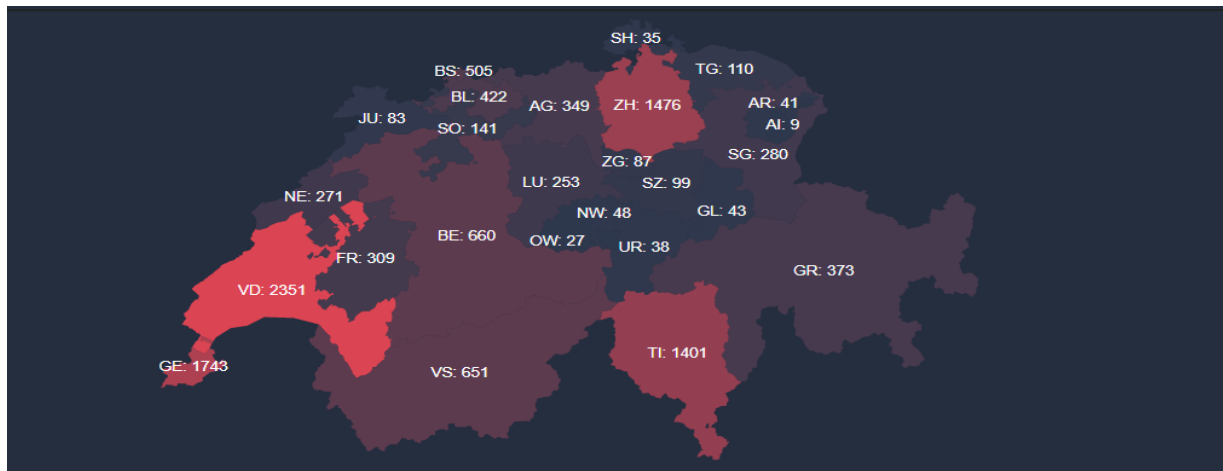 SH: 35
BS: 505
TG: 110
BL: 422
AG: 349
ZH: 1476
AR: 41
JU: 83
SO: 141
AI: 9
ZG: 87
SG: 280
LU: 253
SZ: 99
NE: 271
NW: 48
GL: 43
BE: 660
OW: 27
UR: 38
FR: 309
GR: 373
VD: 2351
TI: 1401
GE: 1743
VS: 651